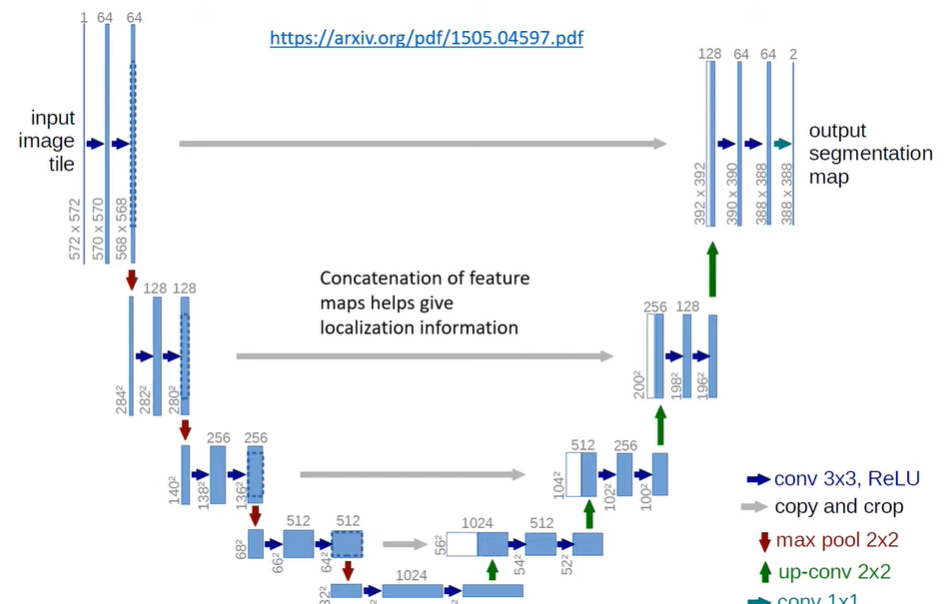 1 64 64
https://arxiv.org/pdf/1505.04597.pdf
128 64 64 2
input
image
tile
output
segmentation
map
572 x 572
570 x 570
568 x 568
392 x 392
390 x 390
388 x 388
388 x 388
Concatenation of feature
maps helps give
localization information
128 128
256 128
284²
282²
280²
200²
198²
196²
256 256
512 256
140²
138²
136²
104²
102²
100²
512 512
1024 512
68²
66²
64²
56²
54²
52²
1024
32²
conv 3x3, ReLU
copy and crop
max pool 2x2
up-conv 2x2
conv 1x1